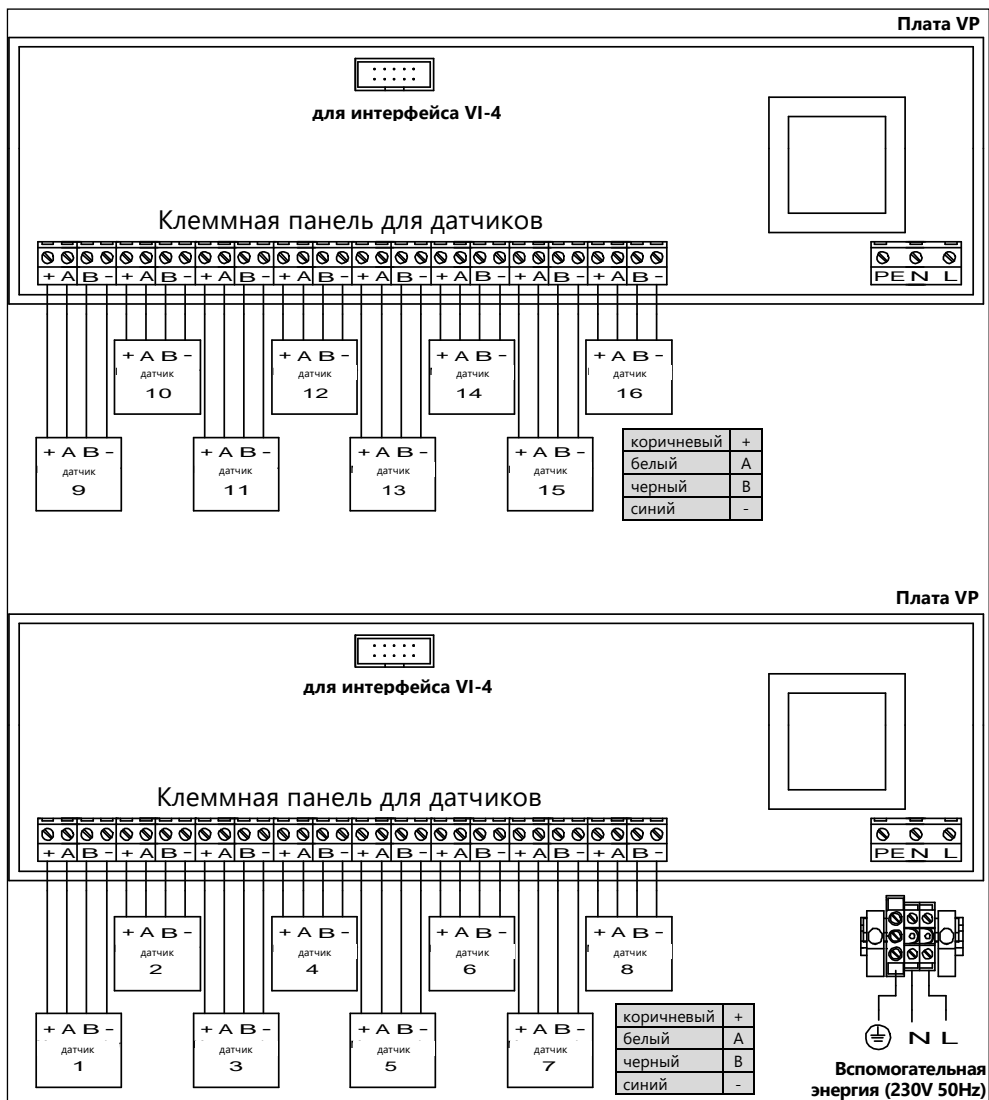 Плата VP
для интерфейса VI-4
Клеммная панель для датчиков
+ A B - + A B - + A B - + A B - + A B - + A B - + A B - + A B -
PE N L
+ A B -
датчик
10
+ A B -
датчик
12
+ A B -
датчик
14
+ A B -
датчик
16
+ A B -
датчик
9
+ A B -
датчик
11
+ A B -
датчик
13
+ A B -
датчик
15
коричневый +
белый A
черный B
синий -
Плата VP
для интерфейса VI-4
Клеммная панель для датчиков
+ A B - + A B - + A B - + A B - + A B - + A B - + A B - + A B -
PE N L
+ A B -
датчик
2
+ A B -
датчик
4
+ A B -
датчик
6
+ A B -
датчик
8
+ A B -
датчик
1
+ A B -
датчик
3
+ A B -
датчик
5
+ A B -
датчик
7
коричневый +
белый A
черный B
синий -
N L
Вспомогательная
энергия (230V 50Hz)